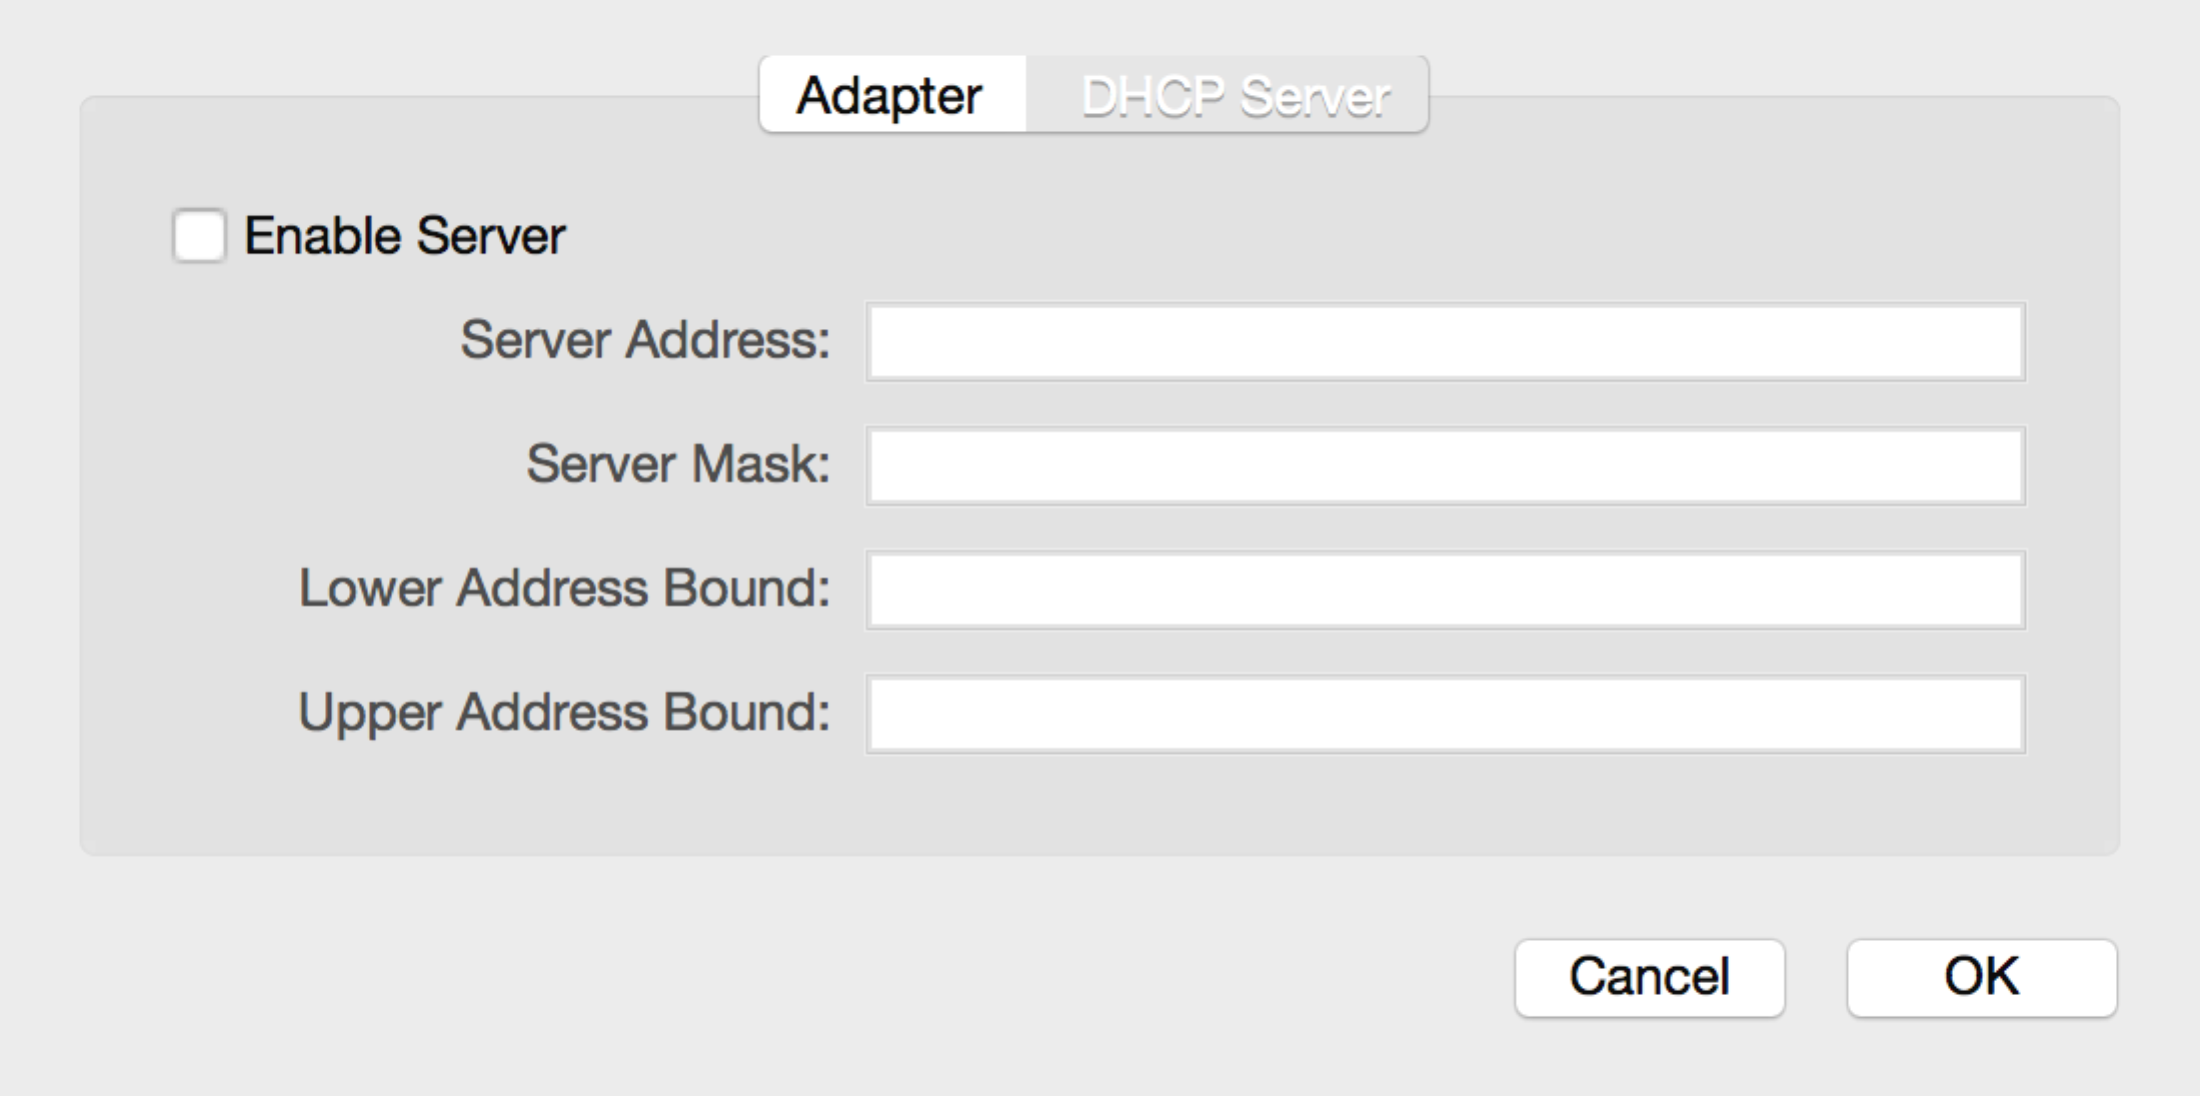 Adapter DHCP Server
Enable Server
Server Address:
Server Mask:
Lower Address Bound:
Upper Address Bound:
Cancel OK